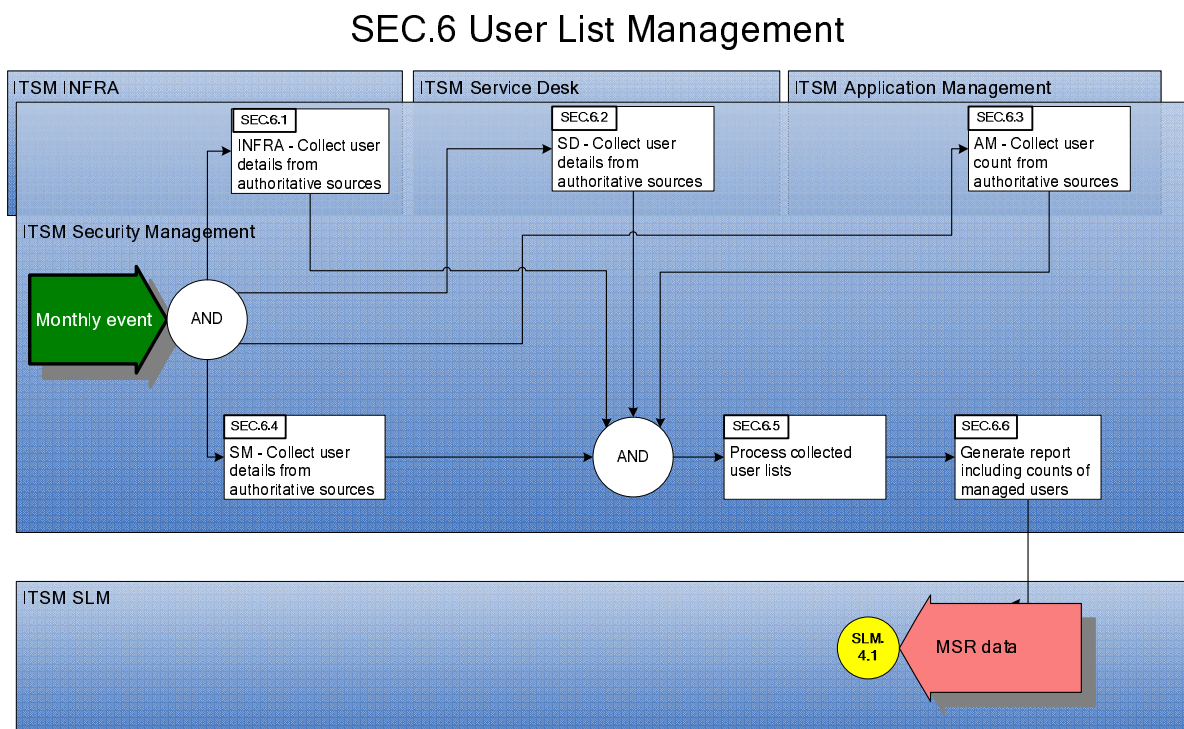 SEC.6 User List Management
ITSM INFRA
ITSM Service Desk
ITSM Application Management
SEC.6.1
INFRA - Collect user
details from
authoritative sources
SEC.6.2
SD - Collect user
details from
authoritative sources
SEC.6.3
AM - Collect user
count from
authoritative sources
ITSM Security Management
Monthly event
AND
SEC.6.4
SM - Collect user
details from
authoritative sources
AND
SEC.6.5
Process collected
user lists
SEC.6.6
Generate report
including counts of
managed users
ITSM SLM
SLM.
4.1
MSR data